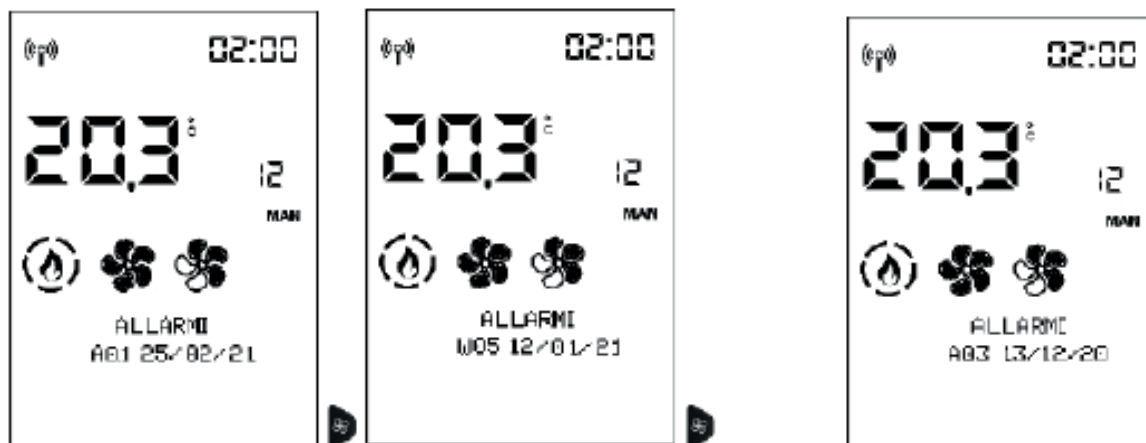 02:00
20.3 °C
12
MAN
ALLARMI
A01 25/02/21
02:00
20.3 °C
12
MAN
ALLARMI
W05 12/01/21
02:00
20.3 °C
12
MAN
ALLARMI
A03 13/12/20